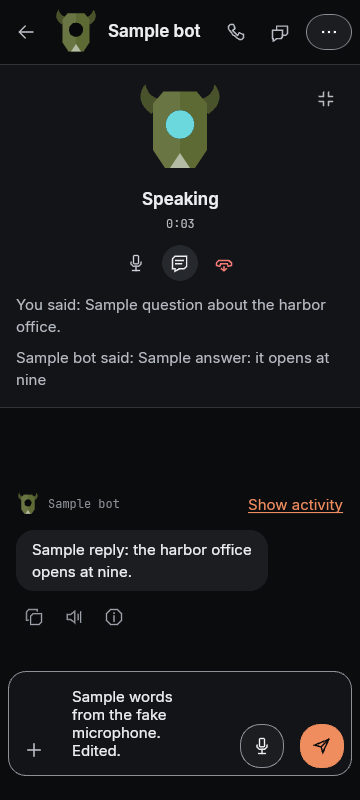 Sample bot
Speaking
0:03
You said: Sample question about the harbor
office.
Sample bot said: Sample answer: it opens at
nine
Sample bot
Show activity
Sample reply: the harbor office
opens at nine.
Sample words
from the fake
microphone.
Edited.